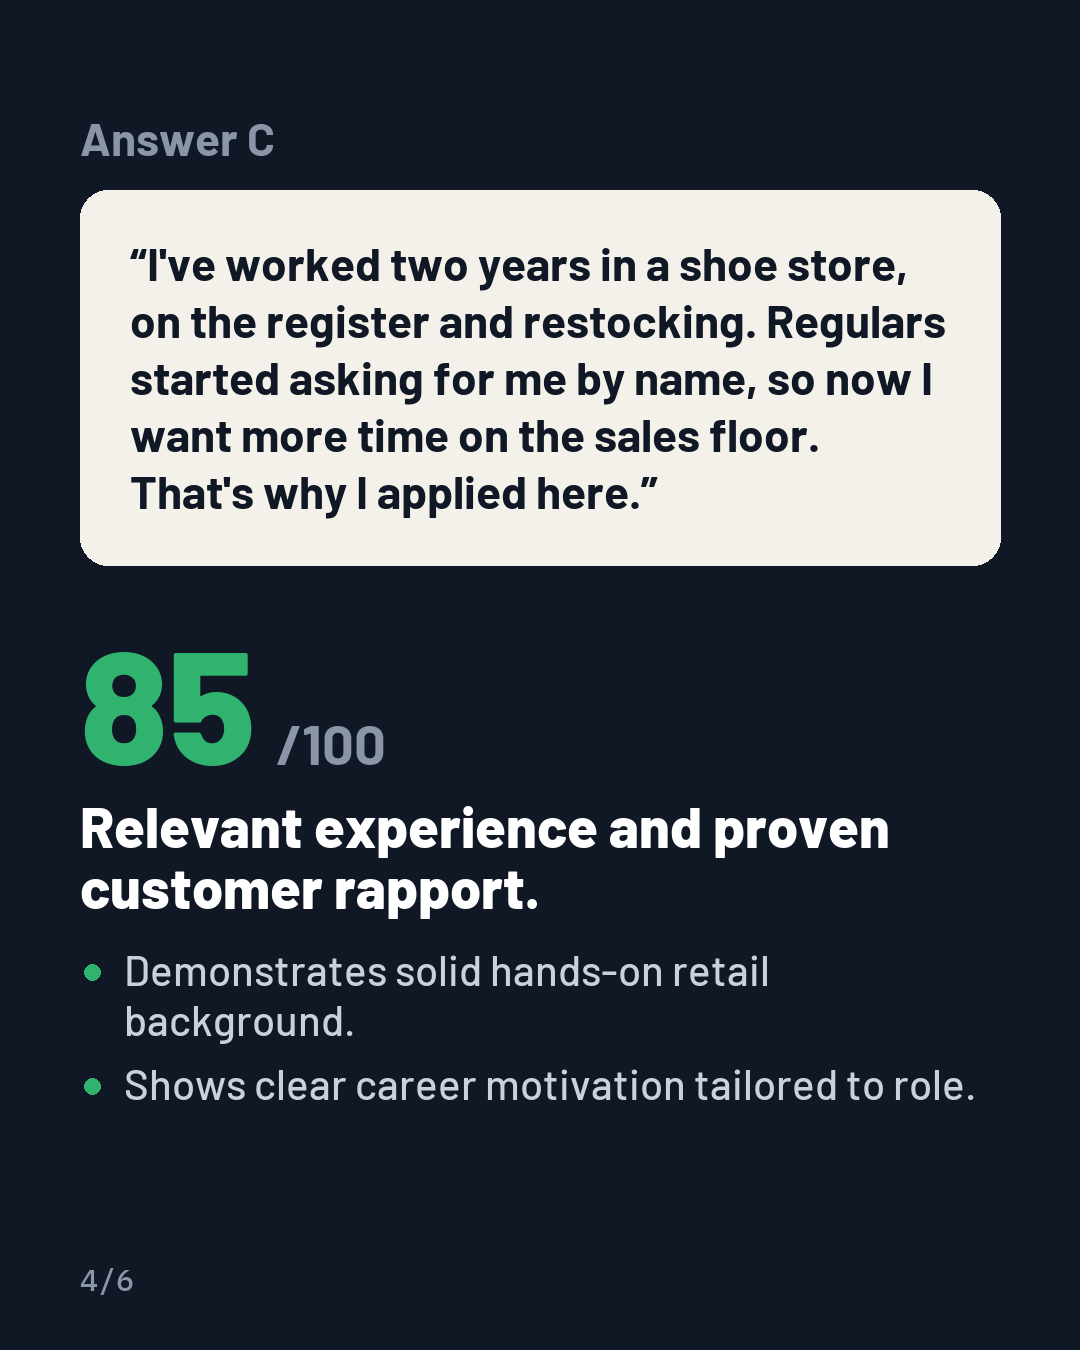 Answer C
“I've worked two years in a shoe store,
on the register and restocking. Regulars
started asking for me by name, so now I
want more time on the sales floor.
That's why I applied here.”
85 /100
Relevant experience and proven
customer rapport.
Demonstrates solid hands-on retail
background.
Shows clear career motivation tailored to role.
4/6